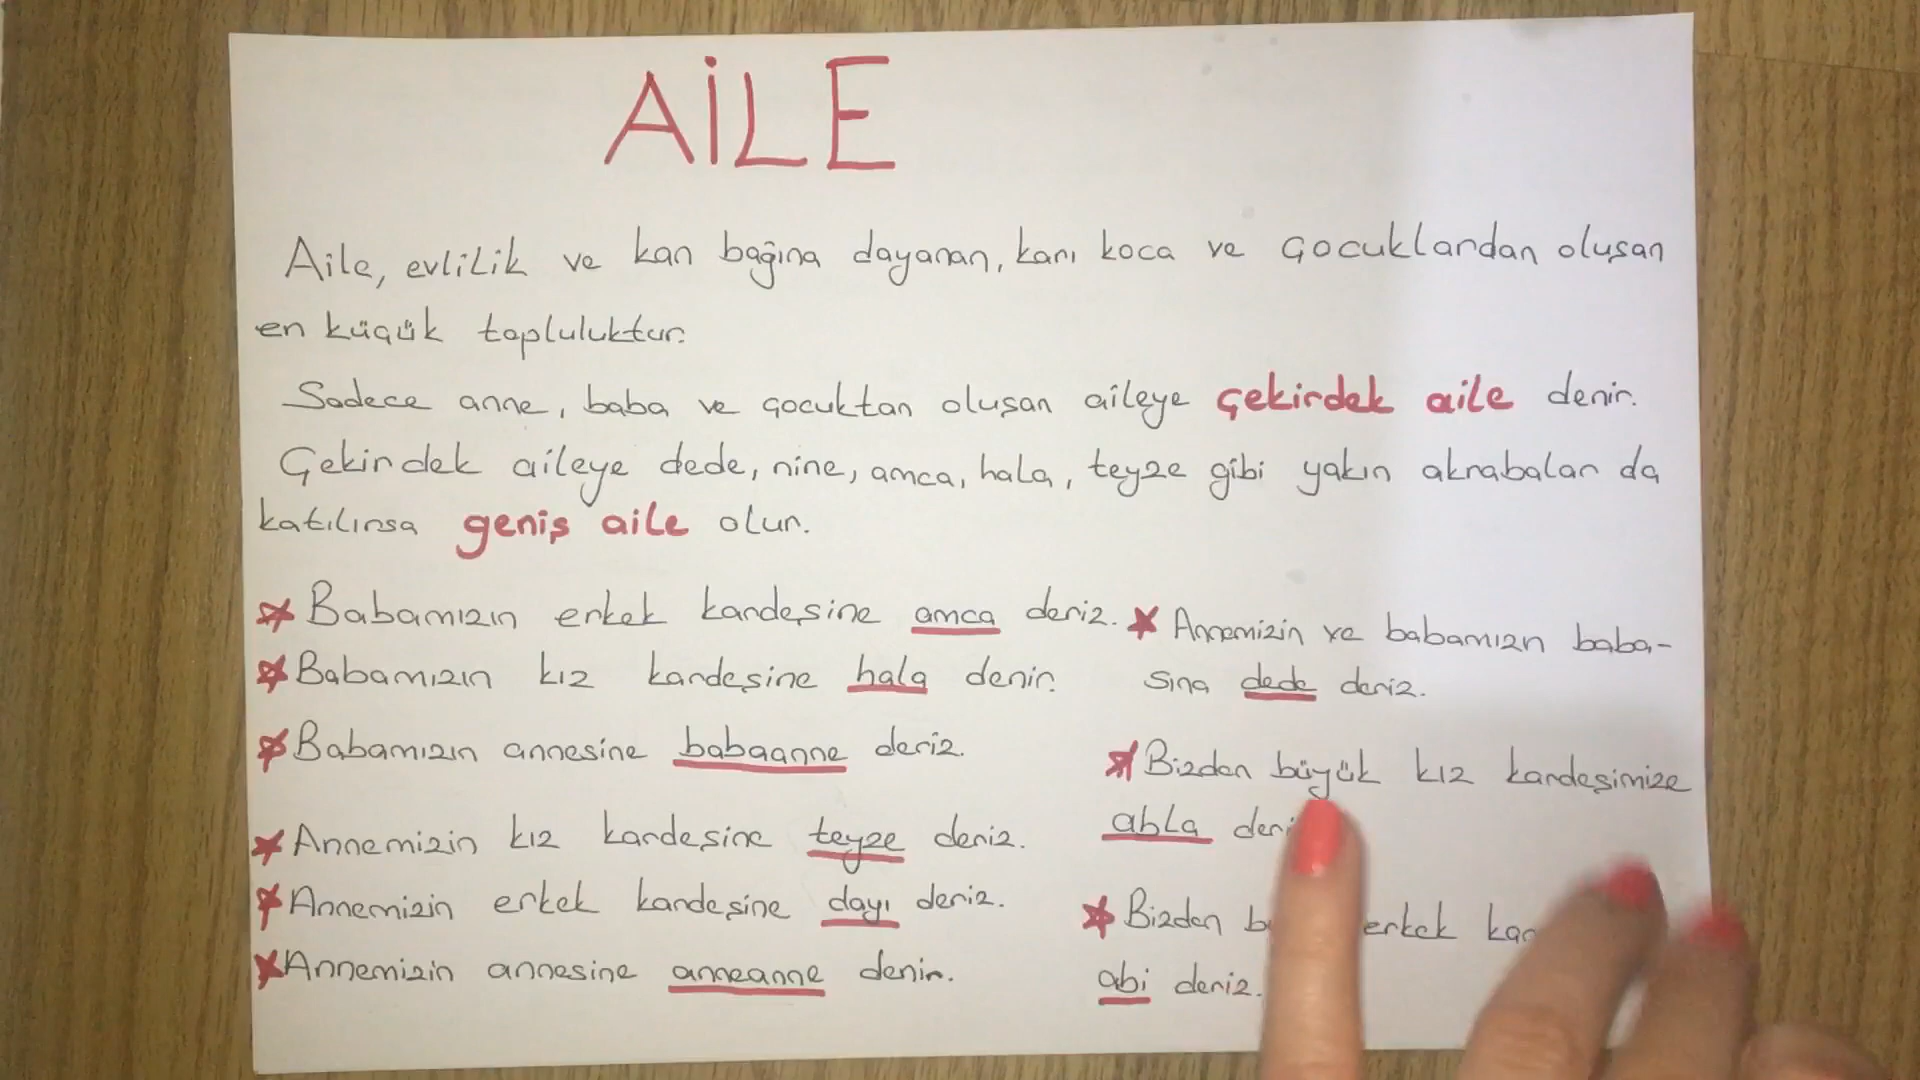 AİLE
Aile, evlilik ve kan bağına dayanan, karı koca ve çocuklardan oluşan
en küçük topluluktur.
Sadece anne, baba ve çocuktan oluşan aileye çekirdek aile denir.
Çekirdek aileye dede, nine, amca, hala, teyze gibi yakın akrabalar da
katılırsa geniş aile olur.
* Babamızın erkek kardeşine amca deriz.
* Babamızın kız kardeşine hala denir.
* Babamızın annesine babaanne deriz.
* Annemizin kız kardeşine teyze deriz.
* Annemizin erkek kardeşine dayı deriz.
* Annemizin annesine anneanne denir.
* Annemizin ve babamızın baba-
sına dede deriz.
* Bizden büyük kız kardeşimize
abla
* Bizden erkek
abi deriz.